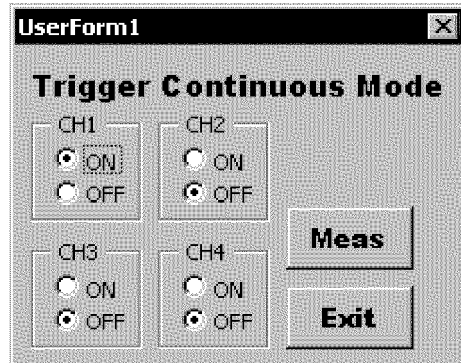 UserForm1
Trigger Continuous Mode
CH1
ON
OFF
CH2
ON
OFF
CH3
ON
OFF
CH4
ON
OFF
Meas
Exit